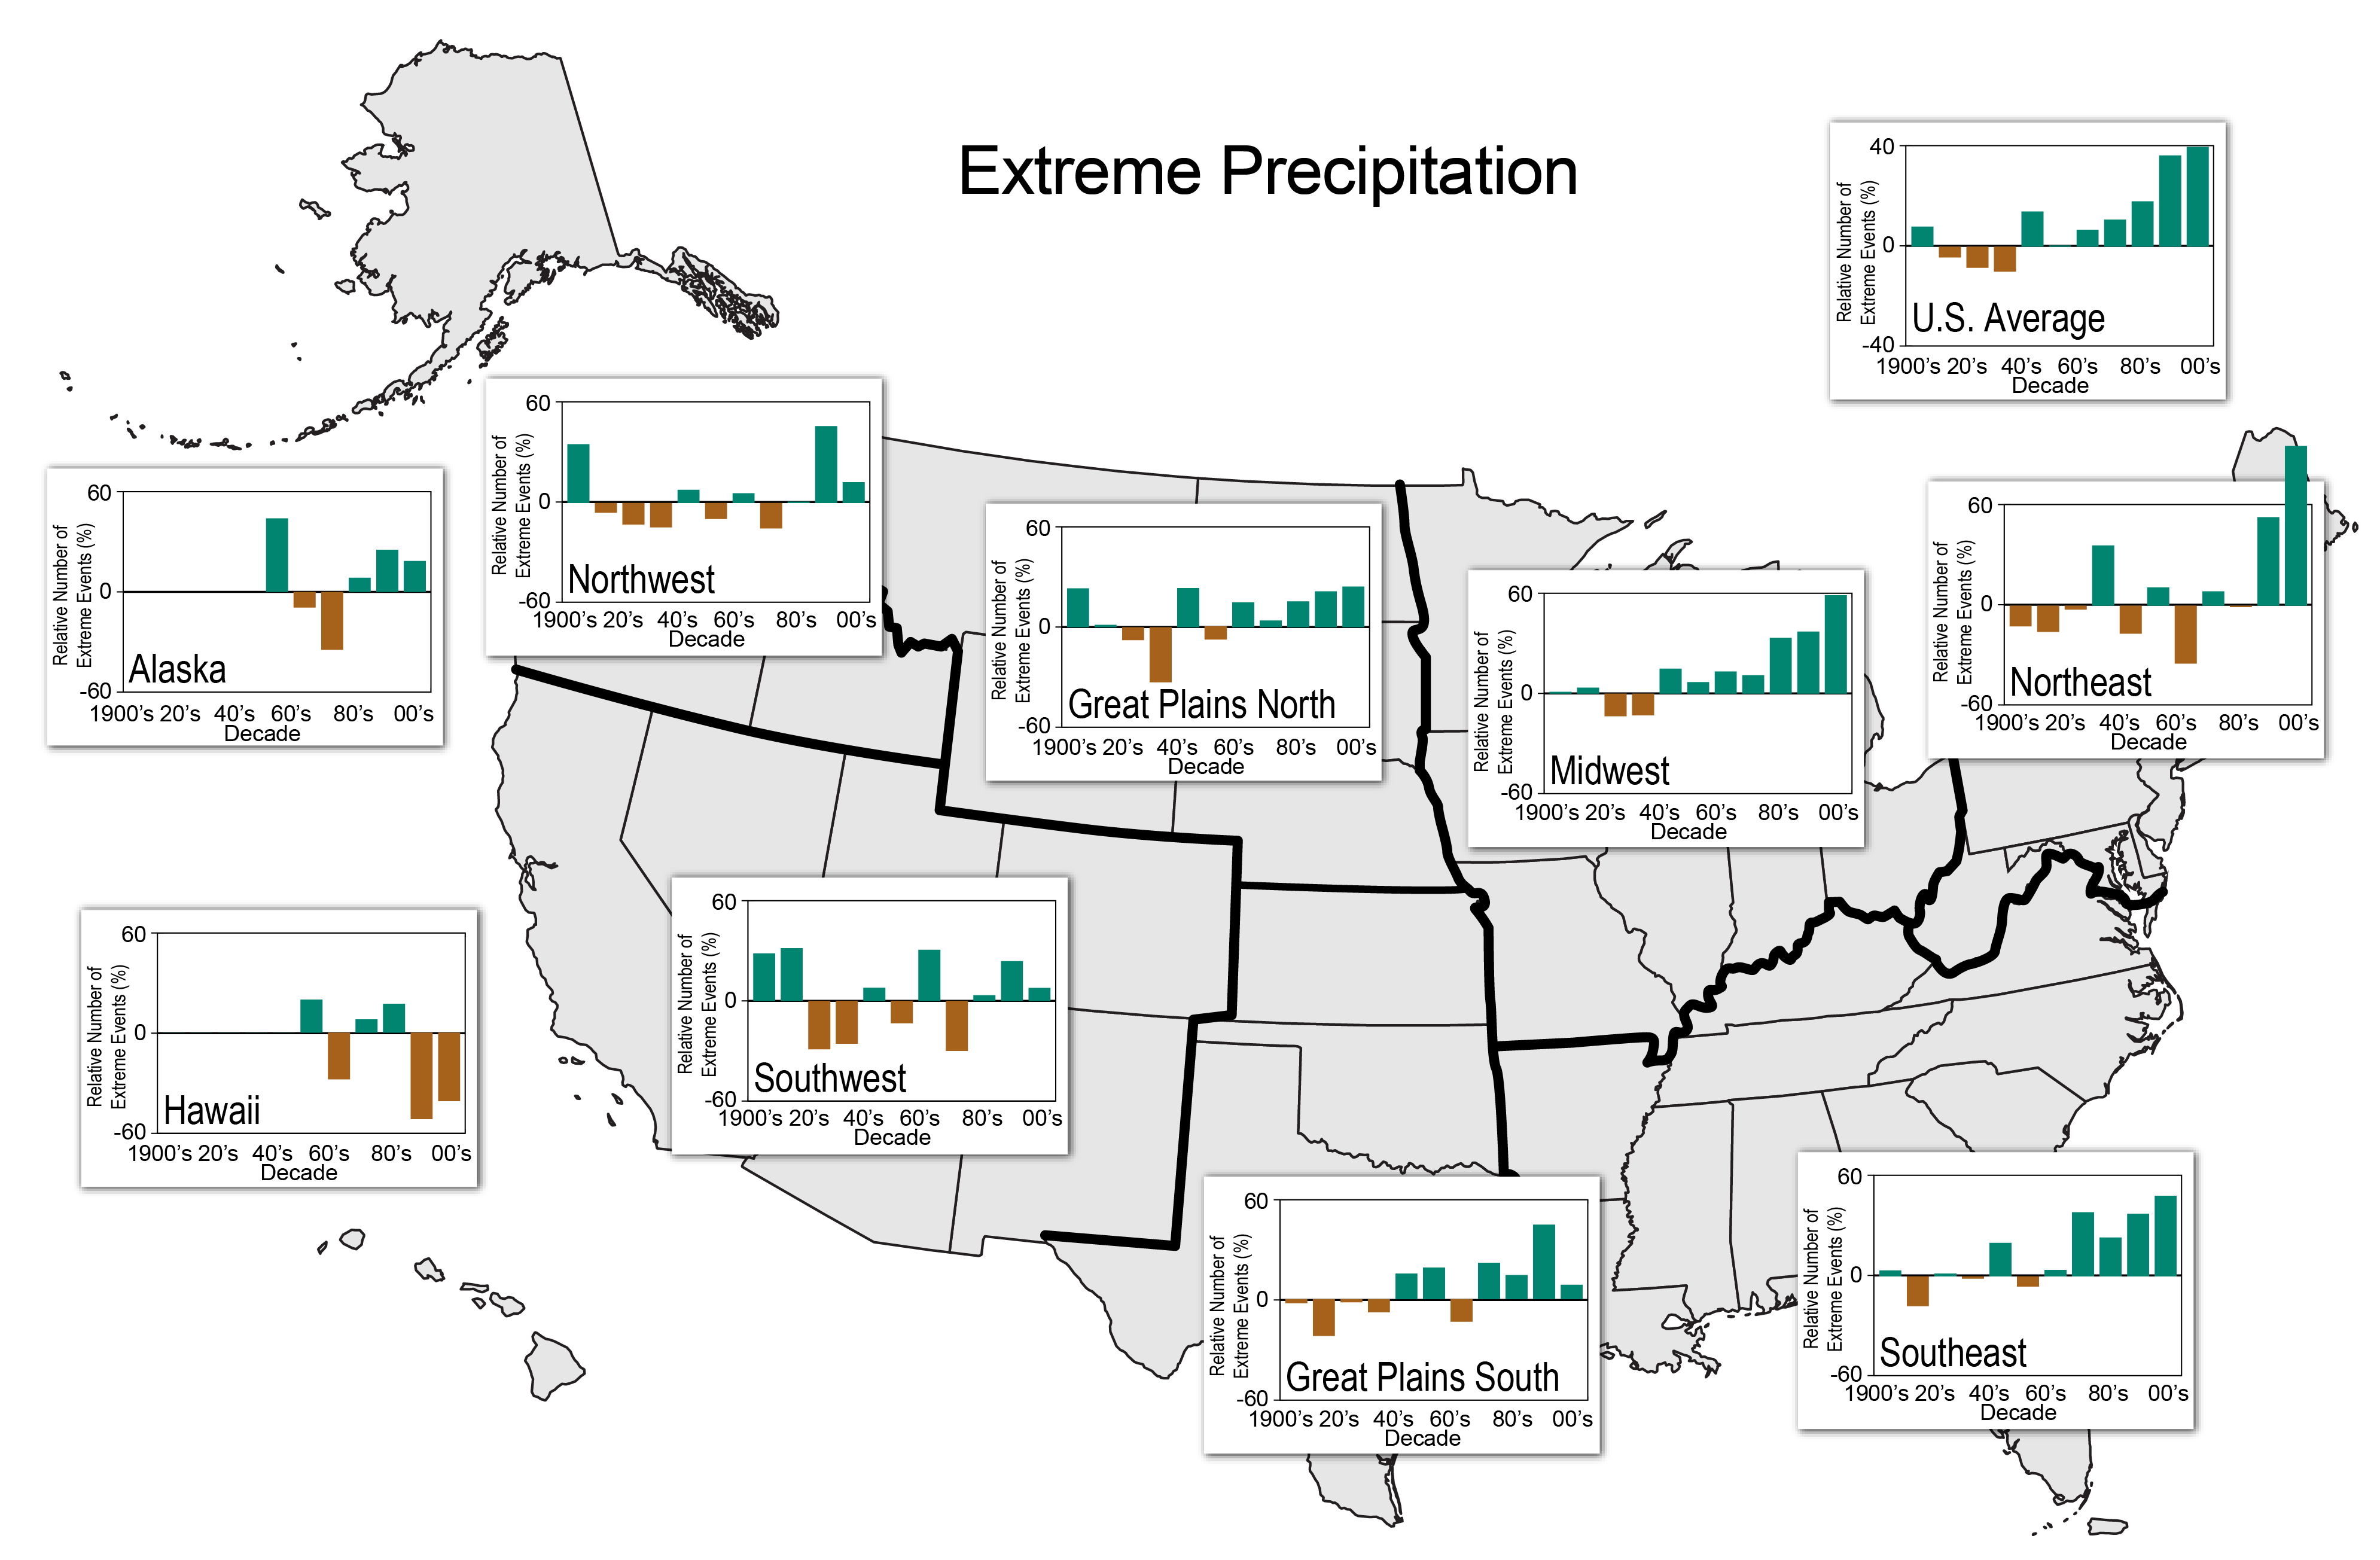 Extreme Precipitation
40
0
-40
Relative Number of
Extreme Events (%)
U.S. Average
1900’s 20’s 40’s 60’s 80’s 00’s
Decade
60
0
-60
Relative Number of
Extreme Events (%)
Northwest
1900’s 20’s 40’s 60’s 80’s 00’s
Decade
60
0
-60
Relative Number of
Extreme Events (%)
Alaska
1900’s 20’s 40’s 60’s 80’s 00’s
Decade
60
0
-60
Relative Number of
Extreme Events (%)
Great Plains North
1900’s 20’s 40’s 60’s 80’s 00’s
Decade
60
0
-60
Relative Number of
Extreme Events (%)
Midwest
1900’s 20’s 40’s 60’s 80’s 00’s
Decade
60
0
-60
Relative Number of
Extreme Events (%)
Northeast
1900’s 20’s 40’s 60’s 80’s 00’s
Decade
60
0
-60
Relative Number of
Extreme Events (%)
Hawaii
1900’s 20’s 40’s 60’s 80’s 00’s
Decade
60
0
-60
Relative Number of
Extreme Events (%)
Southwest
1900’s 20’s 40’s 60’s 80’s 00’s
Decade
60
0
-60
Relative Number of
Extreme Events (%)
Great Plains South
1900’s 20’s 40’s 60’s 80’s 00’s
Decade
60
0
-60
Relative Number of
Extreme Events (%)
Southeast
1900’s 20’s 40’s 60’s 80’s 00’s
Decade